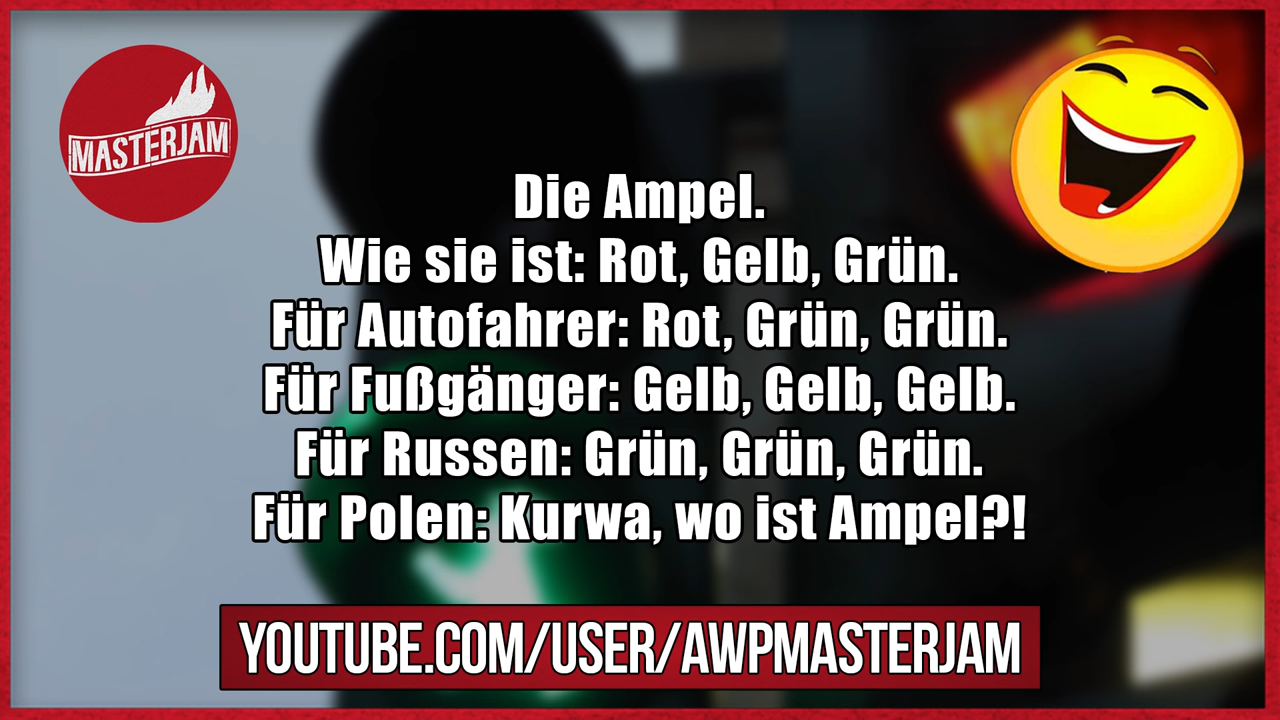 MASTERJAM
Die Ampel.
Wie sie ist: Rot, Gelb, Grün.
Für Autofahrer: Rot, Grün, Grün.
Für Fußgänger: Gelb, Gelb, Gelb.
Für Russen: Grün, Grün, Grün.
Für Polen: Kurwa, wo ist Ampel?!
YOUTUBE.COM/USER/AWPMASTERJAM